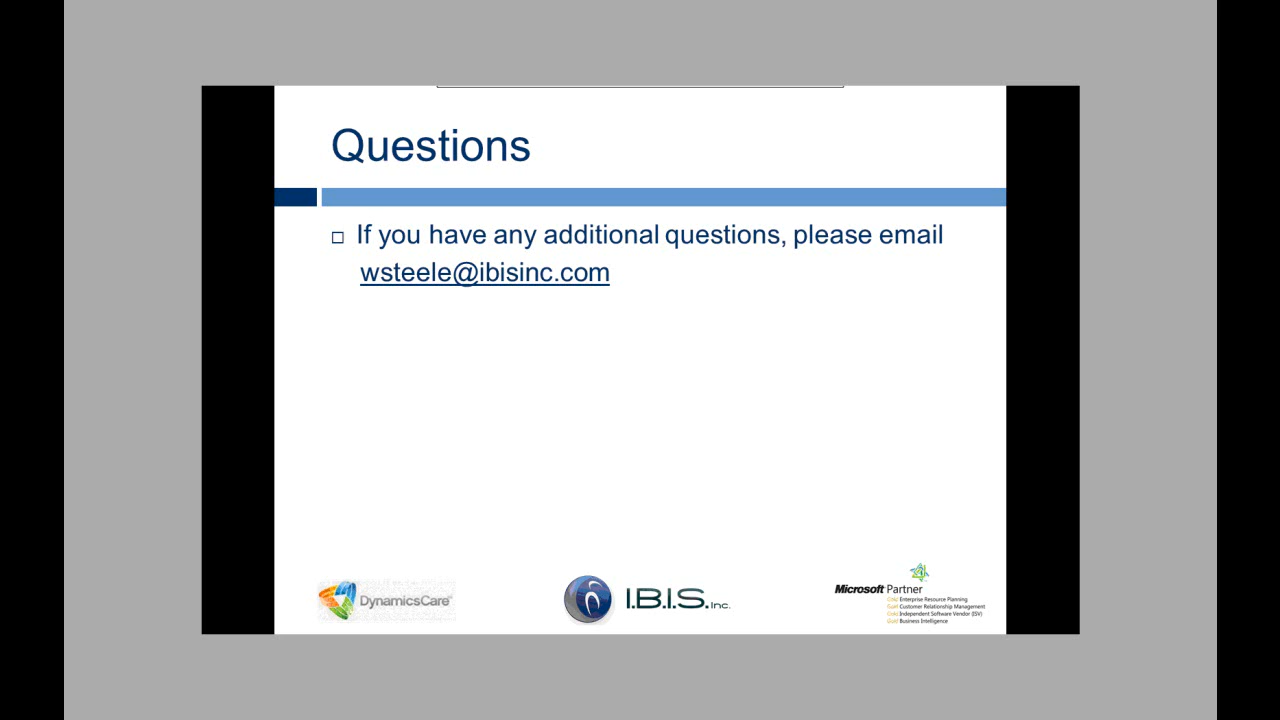 Questions
If you have any additional questions, please email
wsteele@ibisinc.com
DynamicsCare
I.B.I.S. Inc.
Microsoft Partner
Gold Enterprise Resource Planning
Gold Customer Relationship Management
Gold Independent Software Vendor (ISV)
Gold Business Intelligence